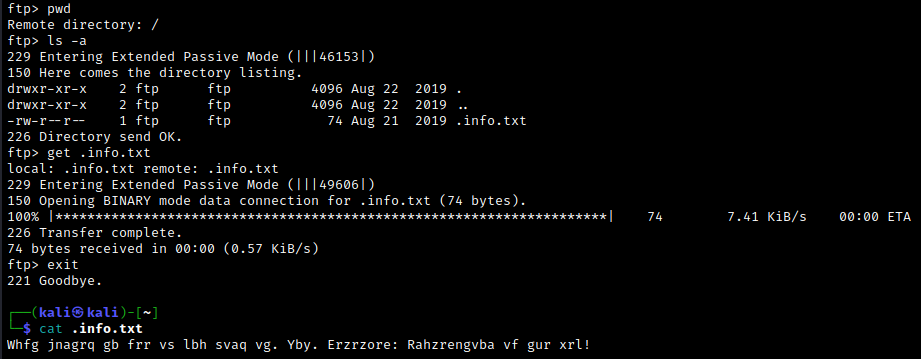 ftp> pwd
Remote directory: /
ftp> ls -a
229 Entering Extended Passive Mode (|||46153|)
150 Here comes the directory listing.
drwxr-xr-x    2 ftp      ftp          4096 Aug 22  2019 .
drwxr-xr-x    2 ftp      ftp          4096 Aug 22  2019 ..
-rw-r--r--    1 ftp      ftp            74 Aug 21  2019 .info.txt
226 Directory send OK.
ftp> get .info.txt
local: .info.txt remote: .info.txt
229 Entering Extended Passive Mode (|||49606|)
150 Opening BINARY mode data connection for .info.txt (74 bytes).
100% |*********************************************************************|    74        7.41 KiB/s    00:00 ETA
226 Transfer complete.
74 bytes received in 00:00 (0.57 KiB/s)
ftp> exit
221 Goodbye.
┌──(kali㉿kali)-[~]
└─$ cat .info.txt
Whfg jnagrq gb frr vs lbh svaq vg. Yby. Erzrzore: Rahzrengvba vf gur xrl!